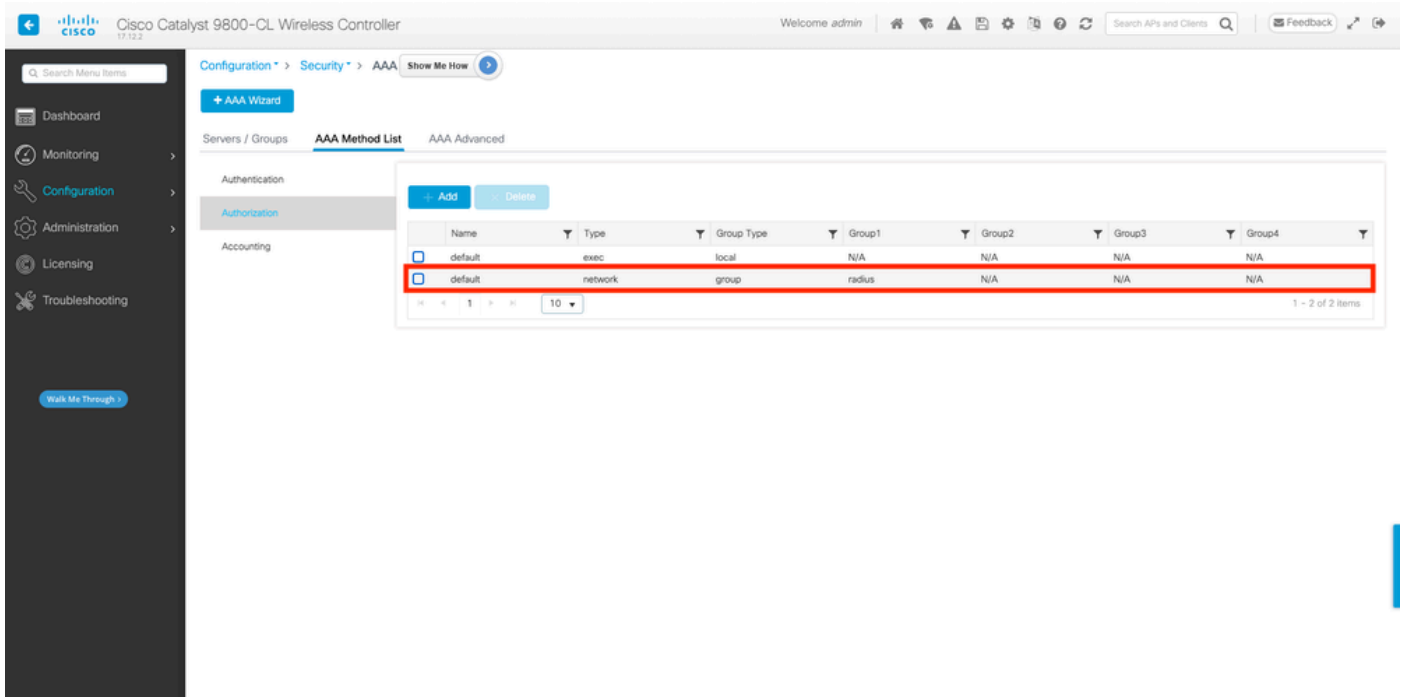 cisco
Cisco Catalyst 9800-CL Wireless Controller
17.12.2
Welcome admin
Search APs and Clients
Feedback
Search Menu Items
Dashboard
Monitoring
Configuration
Administration
Licensing
Troubleshooting
Walk Me Through >
Configuration > Security > AAA Show Me How
+ AAA Wizard
Servers / Groups AAA Method List AAA Advanced
Authentication
Authorization
Accounting
+ Add × Delete
Name Type Group Type Group1 Group2 Group3 Group4
default exec local N/A N/A N/A N/A
default network group radius N/A N/A N/A
1 10 1 - 2 of 2 items